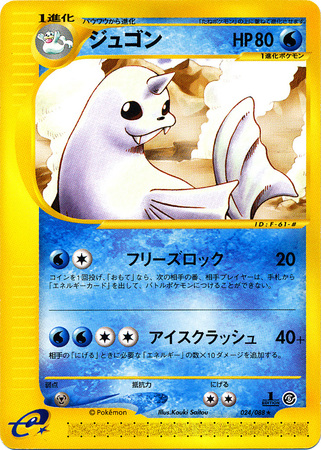 1進化
パウワウから進化
ジュゴン
HP80
1進化ポケモン
ID:F-61-#
フリーズロック 20
コインを1回投げ、「おもて」なら、次の相手の番、相手プレイヤーは、手札から
「エネルギーカード」を出して、バトルポケモンにつけることができない。
アイスクラッシュ 40+
相手の「にげる」ときに必要な「エネルギー」の数×10ダメージを追加する。
弱点 抵抗力 にげる
©Pokémon Illus.Kouki Saitou
1 EDITION
024/088
e